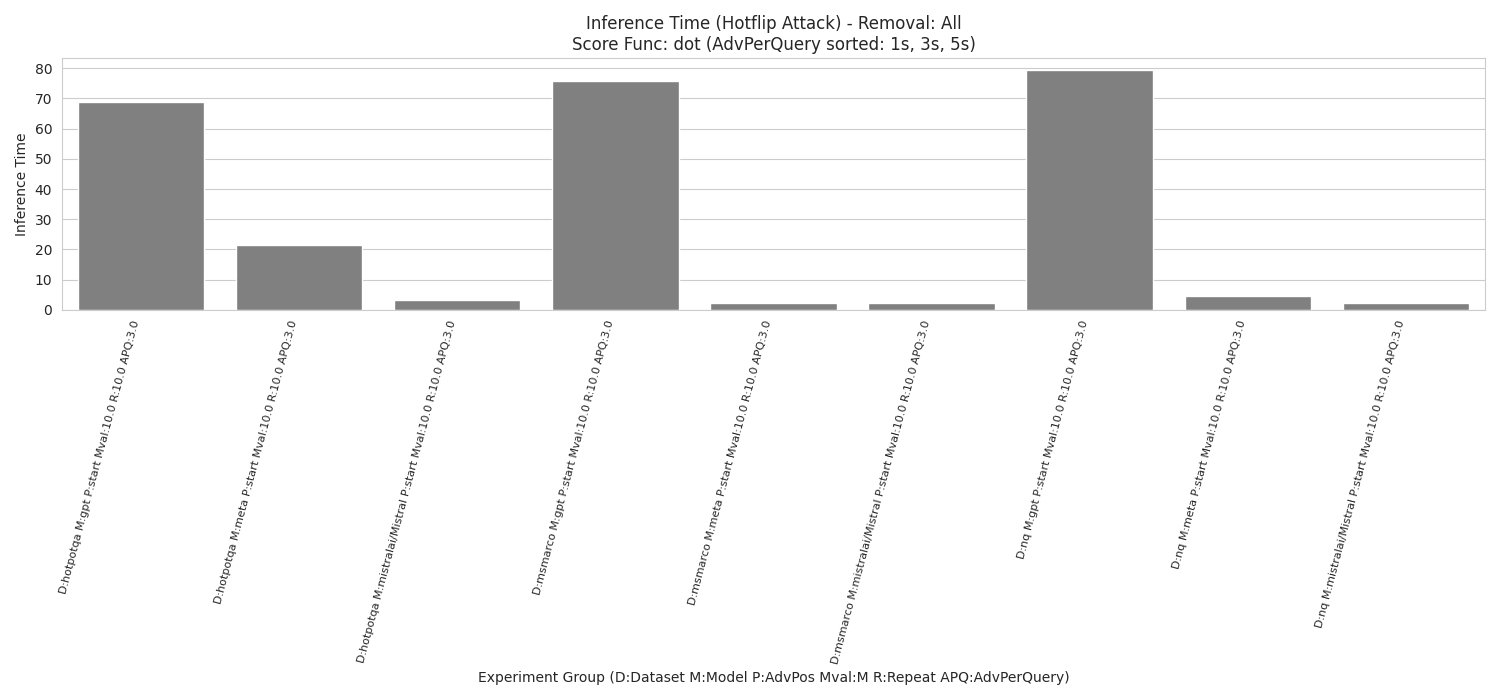 Inference Time (Hotflip Attack) - Removal: All
Score Func: dot (AdvPerQuery sorted: 1s, 3s, 5s)
Inference Time
80
70
60
50
40
30
20
10
0
D:hotpotqa M:gpt P:start Mval:10.0 R:10.0 APQ:3.0
D:hotpotqa M:meta P:start Mval:10.0 R:10.0 APQ:3.0
D:hotpotqa M:mistralai/Mistral P:start Mval:10.0 R:10.0 APQ:3.0
D:msmarco M:gpt P:start Mval:10.0 R:10.0 APQ:3.0
D:msmarco M:meta P:start Mval:10.0 R:10.0 APQ:3.0
D:msmarco M:mistralai/Mistral P:start Mval:10.0 R:10.0 APQ:3.0
D:nq M:gpt P:start Mval:10.0 R:10.0 APQ:3.0
D:nq M:meta P:start Mval:10.0 R:10.0 APQ:3.0
D:nq M:mistralai/Mistral P:start Mval:10.0 R:10.0 APQ:3.0
Experiment Group (D:Dataset M:Model P:AdvPos Mval:M R:Repeat APQ:AdvPerQuery)